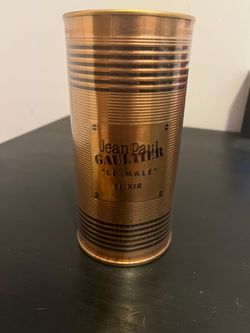 Jean Paul
GAULTIER
"LE MALE"
ELIXIR